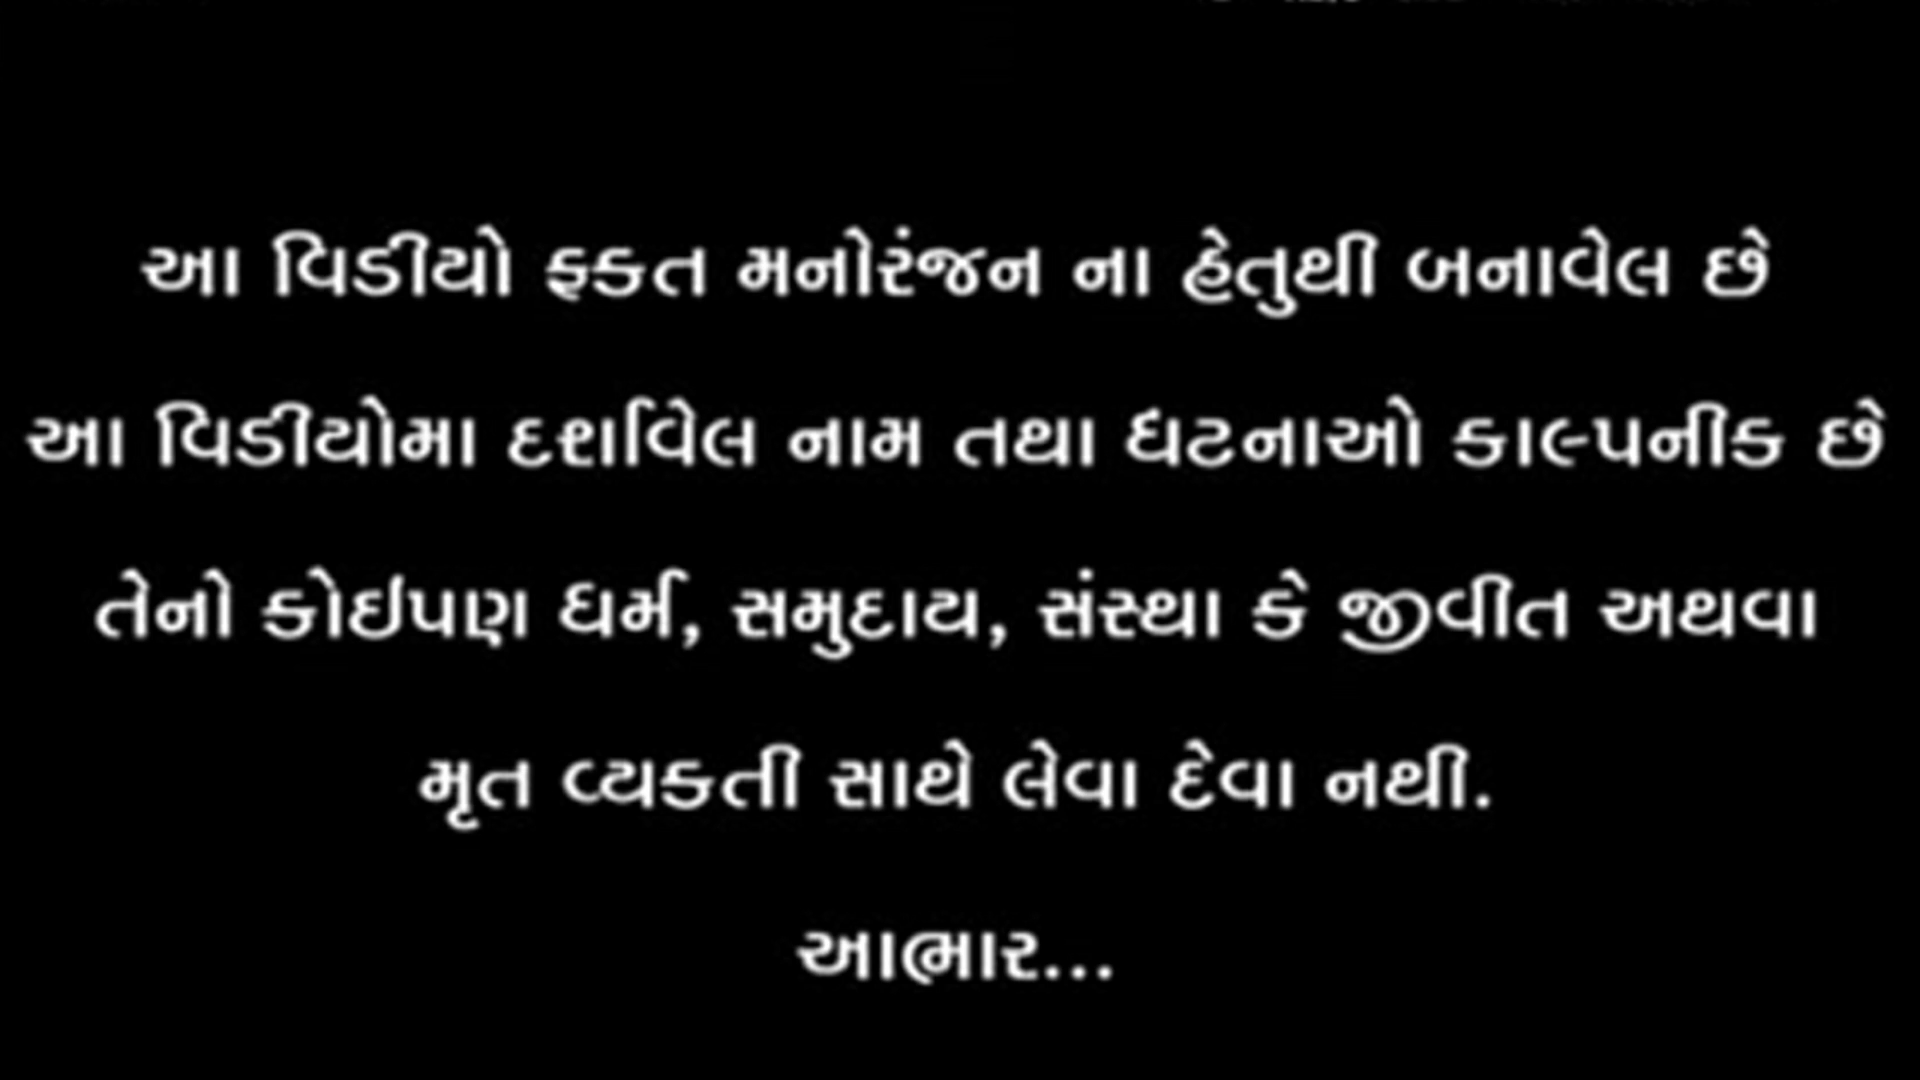 આ વિડીયો ફકત મનોરંજન ના હેતુથી બનાવેલ છે
આ વિડીયોમા દર્શાવેલ નામ તથા ઘટનાઓ કાલ્પનીક છે
તેનો કોઇપણ ધર્મ, સમુદાય, સંસ્થા કે જીવીત અથવા
મૃત વ્યકતી સાથે લેવા દેવા નથી.
આભાર...